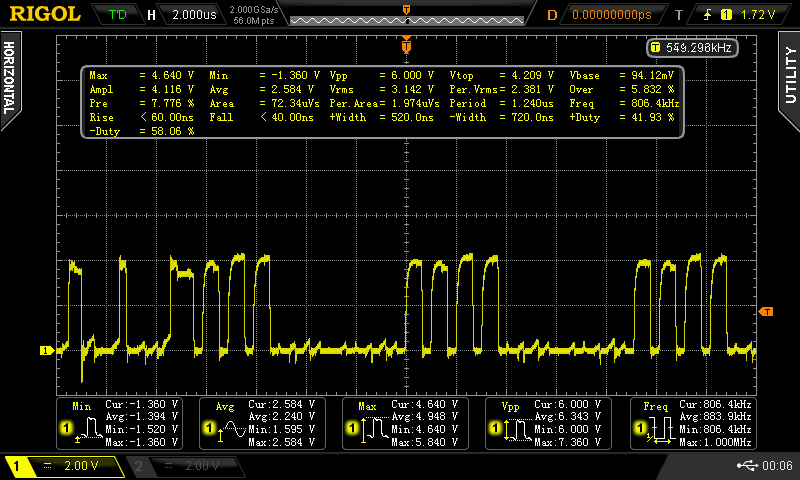 RIGOL T'D H 2.000us 2.000GSa/s 56.0M pts D 0.00000000ps T 1 1.72 V
HORIZONTAL
UTILITY
T
T
Max = 4.640 V Min = -1.360 V Vpp = 6.000 V Vtop = 4.209 V Vbase = 94.12mV
Ampl = 4.116 V Avg = 2.584 V Vrms = 3.142 V Per.Vrms= 2.381 V Over = 5.832 %
Pre = 7.776 % Area = 72.34uVs Per.Area= 1.974uVs Period = 1.240us Freq = 806.4kHz
Rise < 60.00ns Fall < 40.00ns +Width = 520.0ns -Width = 720.0ns +Duty = 41.93 %
-Duty = 58.06 %
T
1
Min Cur:-1.360 V
Avg:-1.394 V
1 Min:-1.520 V
Max:-1.360 V
Avg Cur:2.584 V
Avg:2.240 V
1 Min:1.595 V
Max:2.584 V
Max Cur:4.640 V
Avg:4.948 V
1 Min:4.640 V
Max:5.840 V
Vpp Cur:6.000 V
Avg:6.343 V
1 Min:6.000 V
Max:7.360 V
Freq Cur:806.4kHz
Avg:883.9kHz
1 Min:806.4kHz
Max:1.000MHz
1 2.00 V 2 2.00 V 00:06